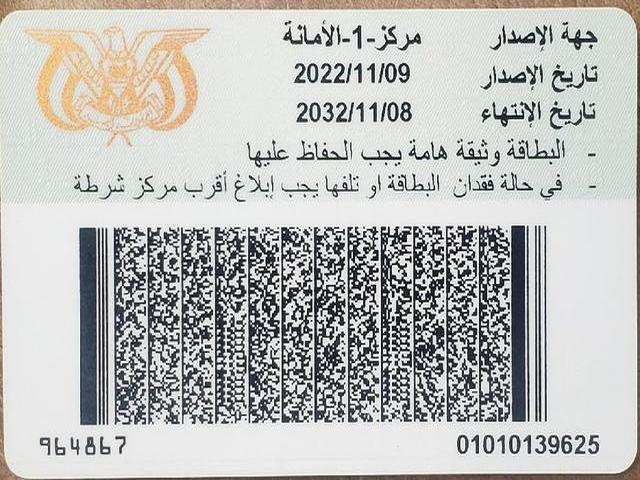 جهة الإصدار مركز-1-الأمانة
تاريخ الإصدار 2022/11/09
تاريخ الإنتهاء 2032/11/08
- البطاقة وثيقة هامة يجب الحفاظ عليها
- في حالة فقدان البطاقة او تلفها يجب إبلاغ أقرب مركز شرطة
964867
01010139625